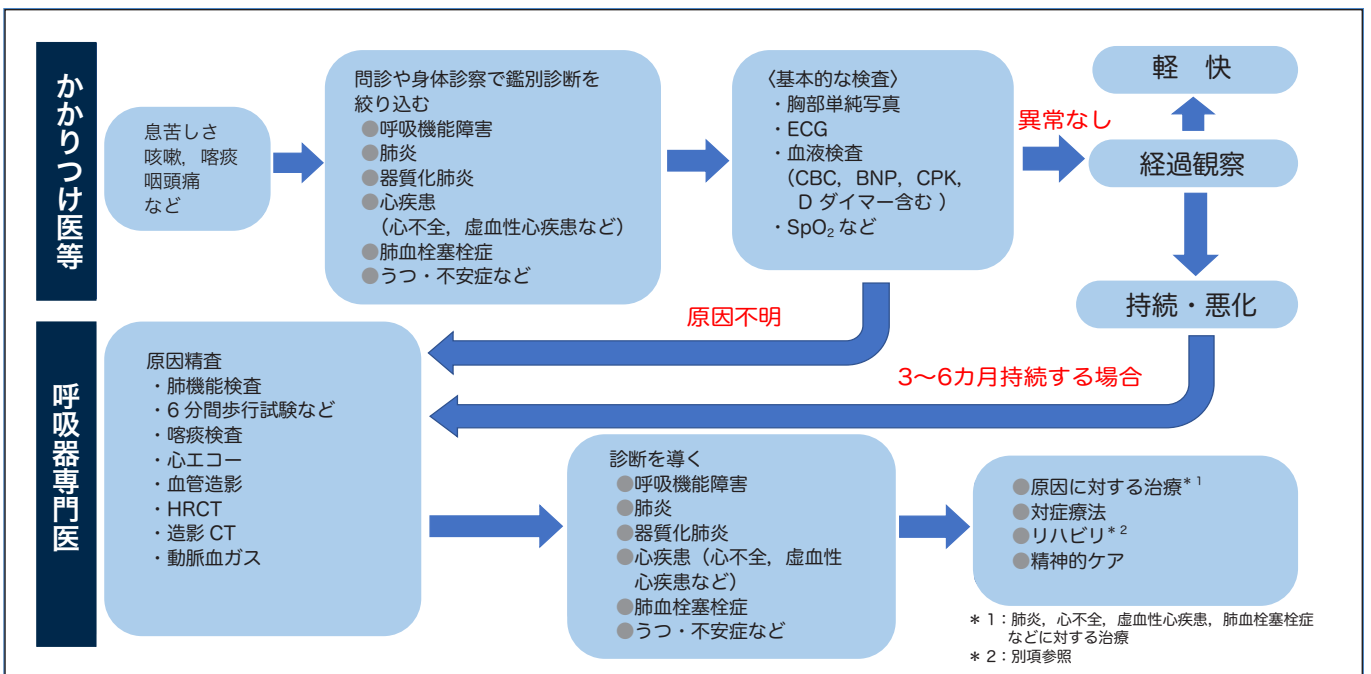 かかりつけ医等
息苦しさ
咳嗽，喀痰
咽頭痛
など
問診や身体診察で鑑別診断を
絞り込む
●呼吸機能障害
●肺炎
●器質化肺炎
●心疾患
（心不全，虚血性心疾患など）
●肺血栓塞栓症
●うつ・不安症など
〈基本的な検査〉
・胸部単純写真
・ECG
・血液検査
（CBC，BNP，CPK，
D ダイマー含む ）
・SpO₂ など
異常なし
軽　快
経過観察
持続・悪化
原因不明
3～6カ月持続する場合
呼吸器専門医
原因精査
・肺機能検査
・6 分間歩行試験など
・喀痰検査
・心エコー
・血管造影
・HRCT
・造影 CT
・動脈血ガス
診断を導く
●呼吸機能障害
●肺炎
●器質化肺炎
●心疾患（心不全，虚血性
心疾患など）
●肺血栓塞栓症
●うつ・不安症など
●原因に対する治療＊1
●対症療法
●リハビリ＊2
●精神的ケア
＊1：肺炎，心不全，虚血性心疾患，肺血栓塞栓症
などに対する治療
＊2：別項参照